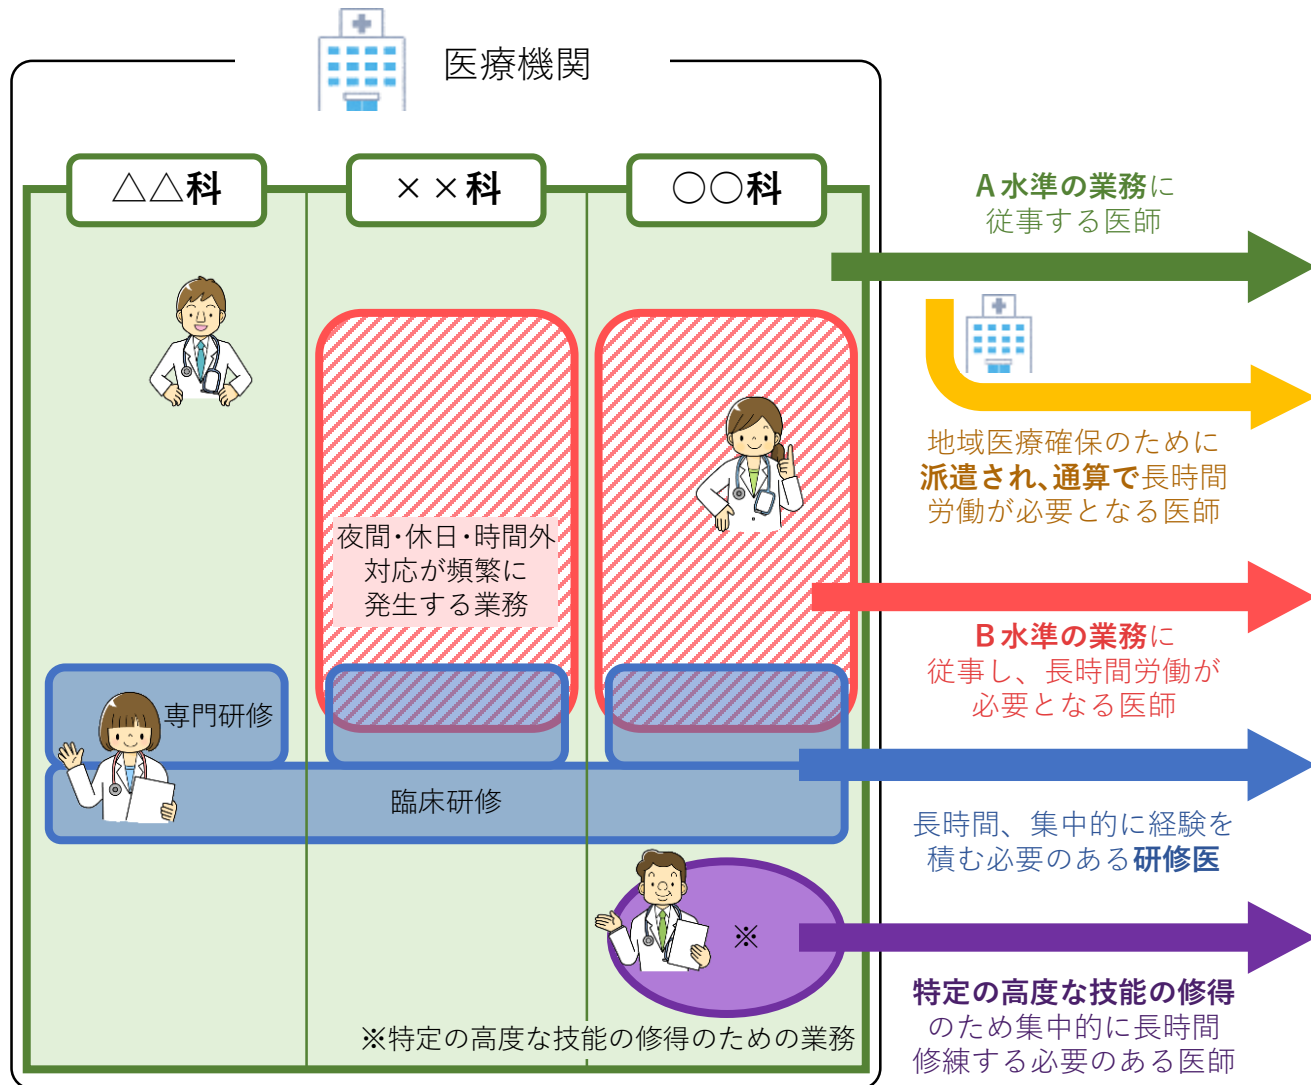 医療機関
△△科
××科
○○科
夜間・休日・時間外
対応が頻繁に
発生する業務
専門研修
臨床研修
※
※特定の高度な技能の修得のための業務
A水準の業務に
従事する医師
地域医療確保のために
派遣され、通算で長時間
労働が必要となる医師
B水準の業務に
従事し、長時間労働が
必要となる医師
長時間、集中的に経験を
積む必要のある研修医
特定の高度な技能の修得
のため集中的に長時間
修練する必要のある医師